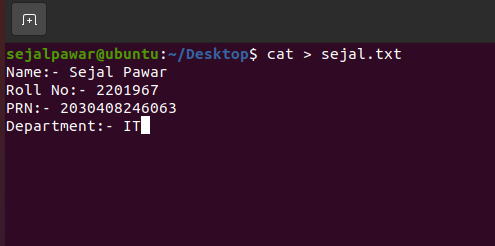 sejalpawar@ubuntu:~/Desktop$ cat > sejal.txt
Name:- Sejal Pawar
Roll No:- 2201967
PRN:- 2030408246063
Department:- IT